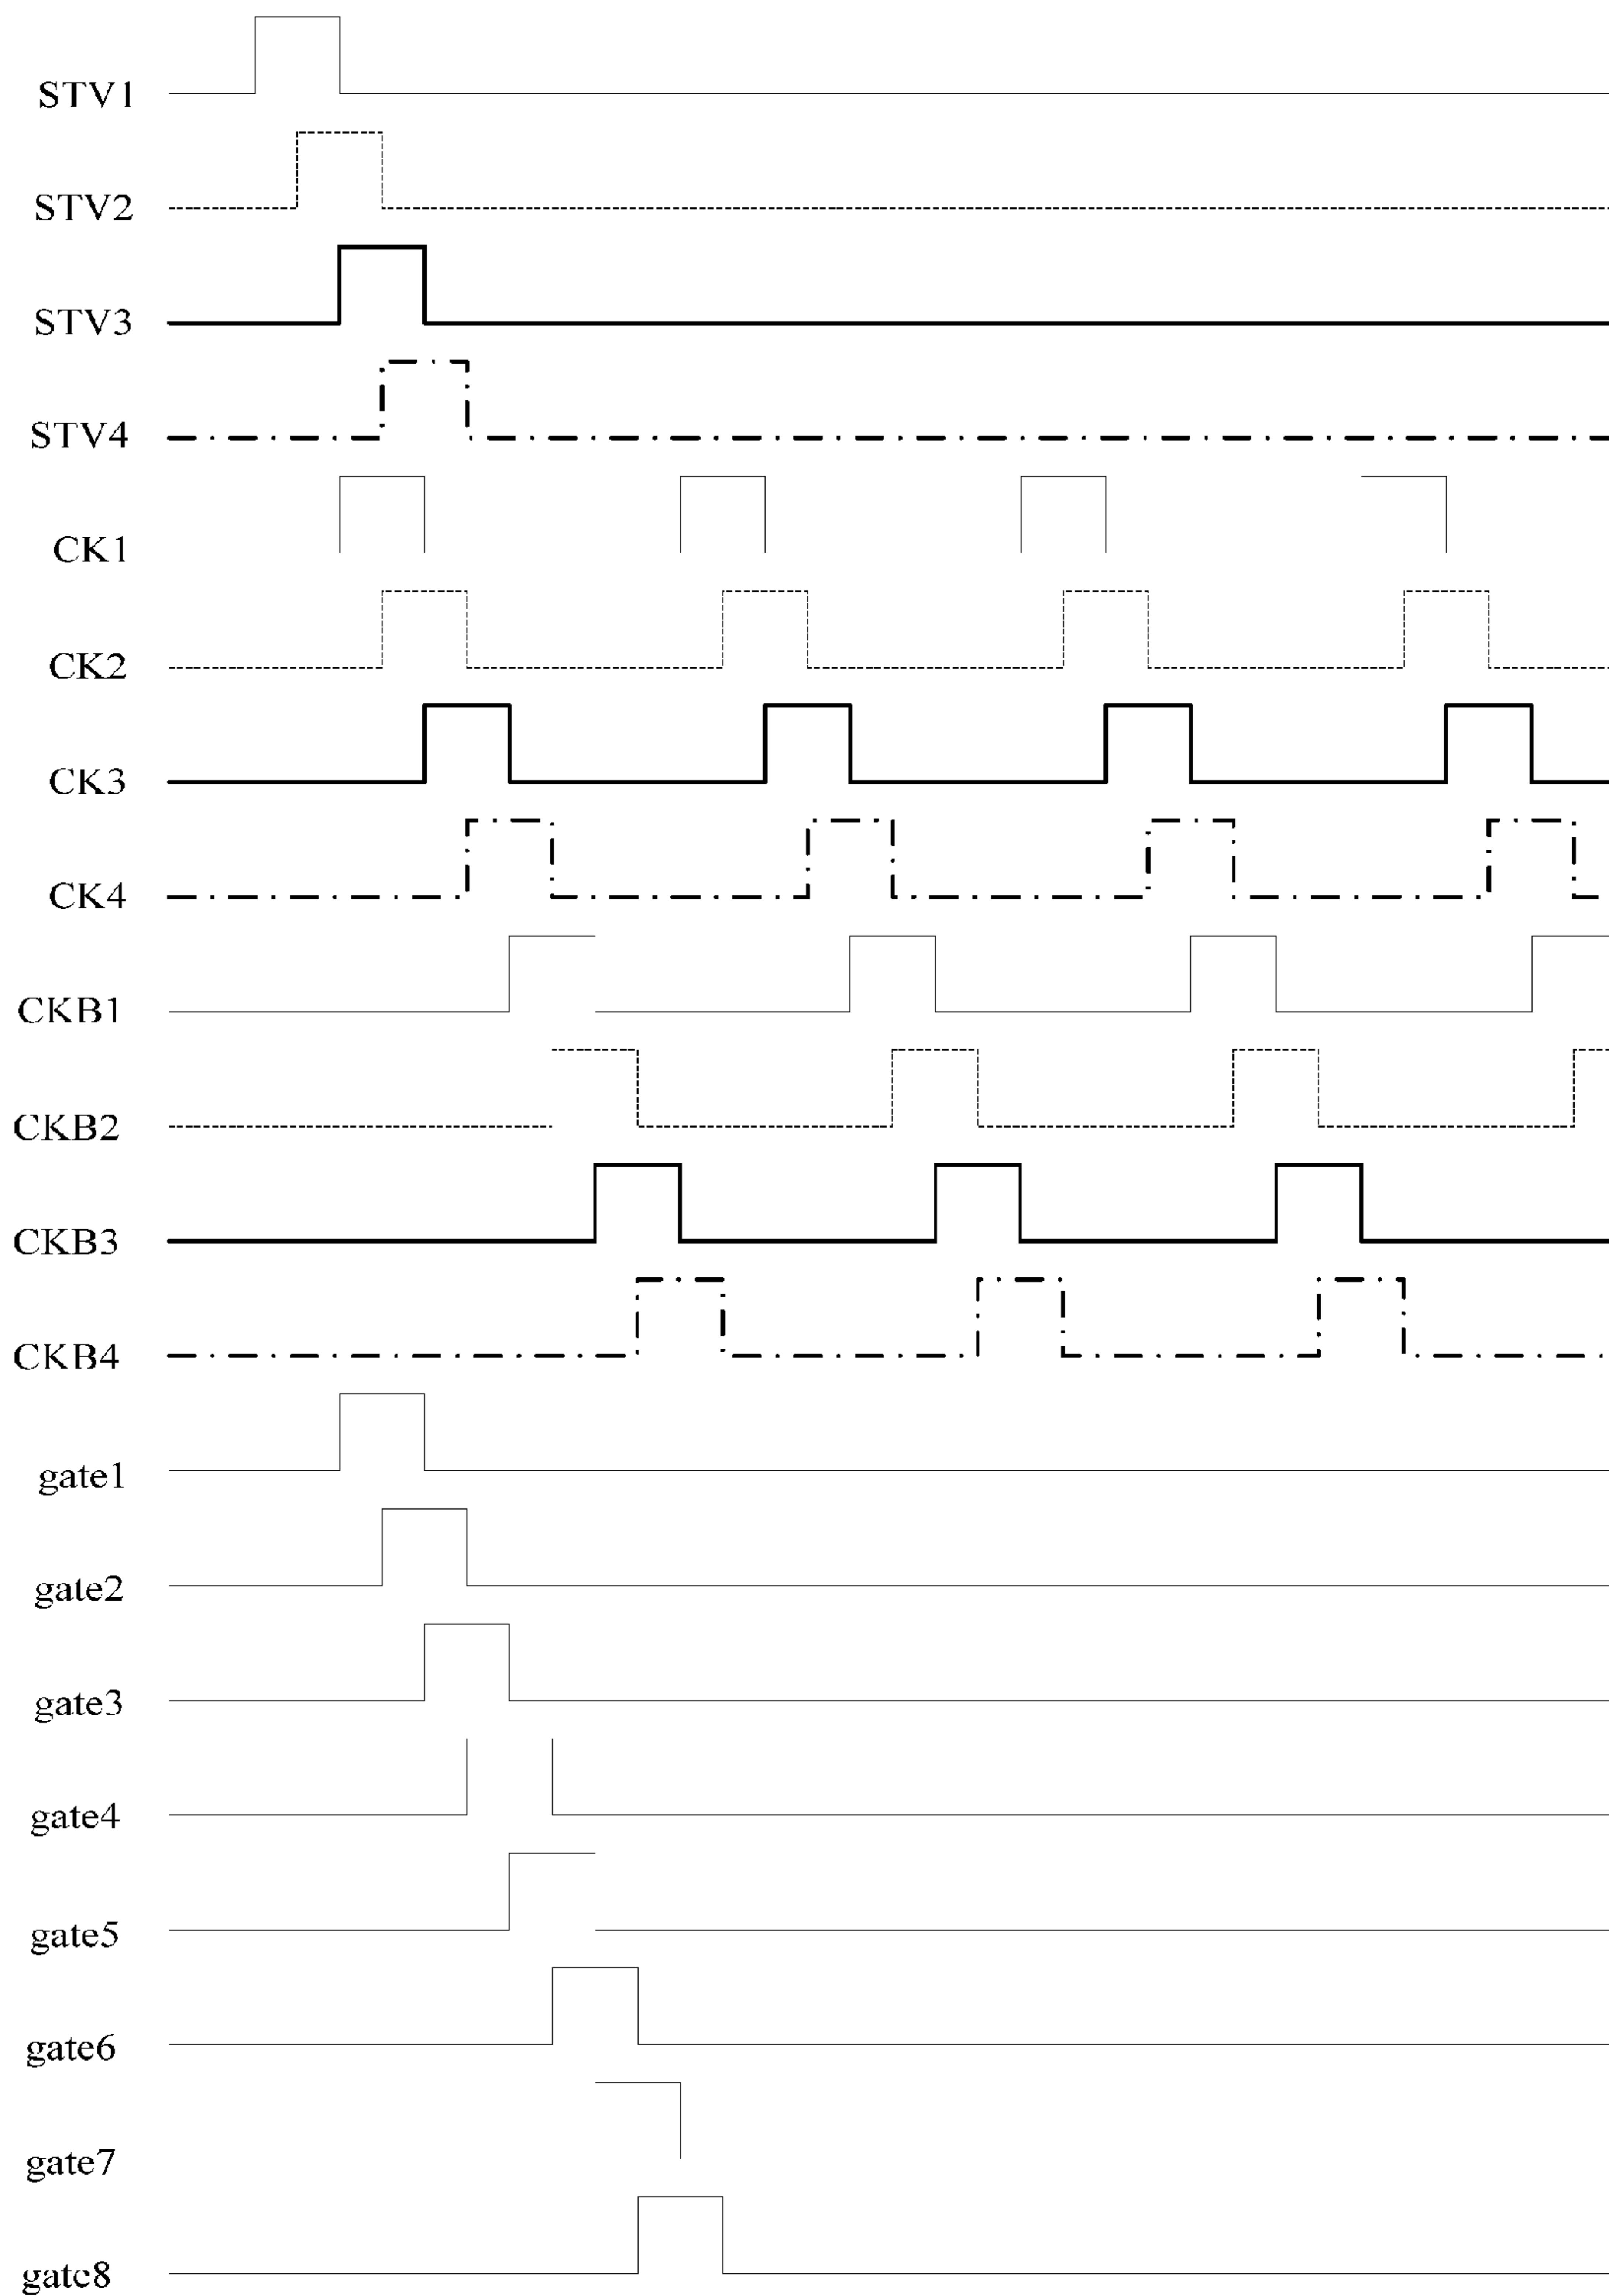 STV1
STV2
STV3
STV4
CK1
CK2
CK3
CK4
CKB1
CKB2
CKB3
CKB4
gate1
gate2
gate3
gate4
gate5
gate6
gate7
gate8